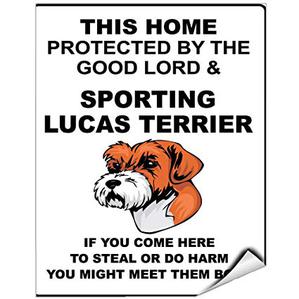 THIS HOME
PROTECTED BY THE
GOOD LORD &
SPORTING
LUCAS TERRIER
IF YOU COME HERE
TO STEAL OR DO HARM
YOU MIGHT MEET THEM